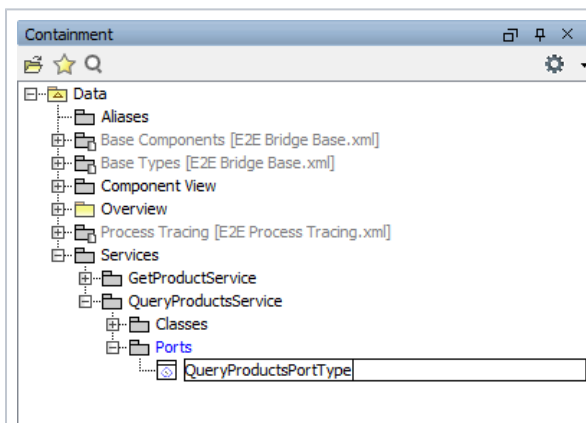 Containment
Data
Aliases
Base Components [E2E Bridge Base.xml]
Base Types [E2E Bridge Base.xml]
Component View
Overview
Process Tracing [E2E Process Tracing.xml]
Services
GetProductService
QueryProductsService
Classes
Ports
QueryProductsPortType